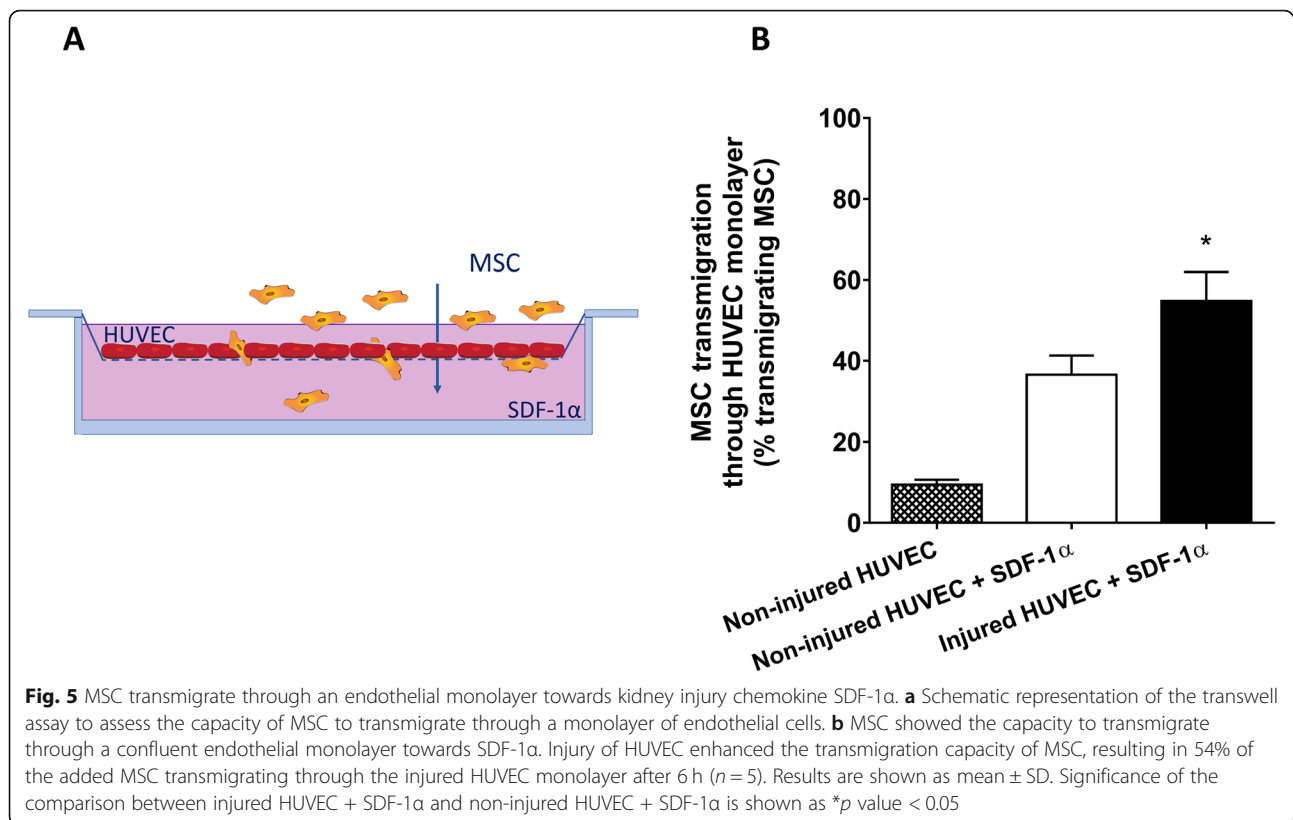 A
MSC
HUVEC
SDF-1α
B
MSC transmigration
through HUVEC monolayer
(% transmigrating MSC)
100
80
60
40
20
0
*
Non-injured HUVEC
Non-injured HUVEC + SDF-1α
Injured HUVEC + SDF-1α
Fig. 5 MSC transmigrate through an endothelial monolayer towards kidney injury chemokine SDF-1α. a Schematic representation of the transwell
assay to assess the capacity of MSC to transmigrate through a monolayer of endothelial cells. b MSC showed the capacity to transmigrate
through a confluent endothelial monolayer towards SDF-1α. Injury of HUVEC enhanced the transmigration capacity of MSC, resulting in 54% of
the added MSC transmigrating through the injured HUVEC monolayer after 6 h (n = 5). Results are shown as mean ± SD. Significance of the
comparison between injured HUVEC + SDF-1α and non-injured HUVEC + SDF-1α is shown as *p value < 0.05